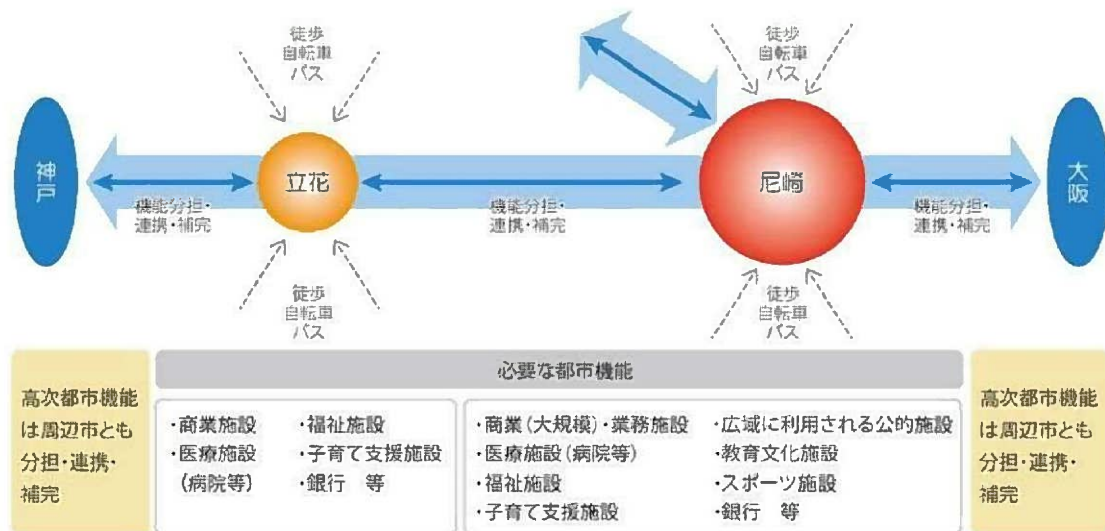 徒歩
自転車
バス
徒歩
自転車
バス
神戸
立花
尼崎
大阪
機能分担・
連携・補完
機能分担・
連携・補完
機能分担・
連携・補完
徒歩
自転車
バス
徒歩
自転車
バス
高次都市機能
は周辺市とも
分担・連携・
補完
必要な都市機能
・商業施設
・医療施設
(病院等)
・福祉施設
・子育て支援施設
・銀行 等
・商業(大規模)・業務施設
・医療施設(病院等)
・福祉施設
・子育て支援施設
・広域に利用される公的施設
・教育文化施設
・スポーツ施設
・銀行 等
高次都市機能
は周辺市とも
分担・連携・
補完